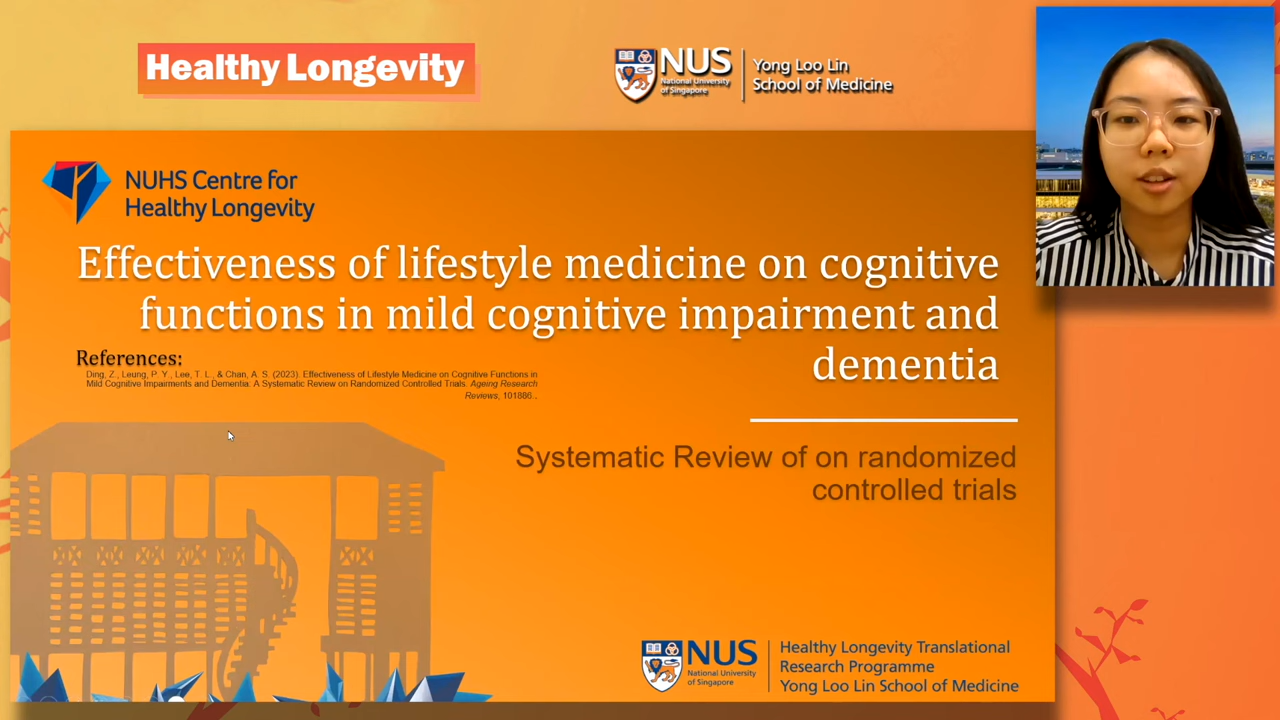 Healthy Longevity
NUS
National University
of Singapore
Yong Loo Lin
School of Medicine
NUHS Centre for
Healthy Longevity
Effectiveness of lifestyle medicine on cognitive
functions in mild cognitive impairment and
dementia
References:
Ding, Z., Leung, P. Y., Lee, T. L., & Chan, A. S. (2023). Effectiveness of Lifestyle Medicine on Cognitive Functions in
Mild Cognitive Impairments and Dementia: A Systematic Review on Randomized Controlled Trials. Ageing Research
Reviews, 101886..
Systematic Review of on randomized
controlled trials
NUS
National University
of Singapore
Healthy Longevity Translational
Research Programme
Yong Loo Lin School of Medicine